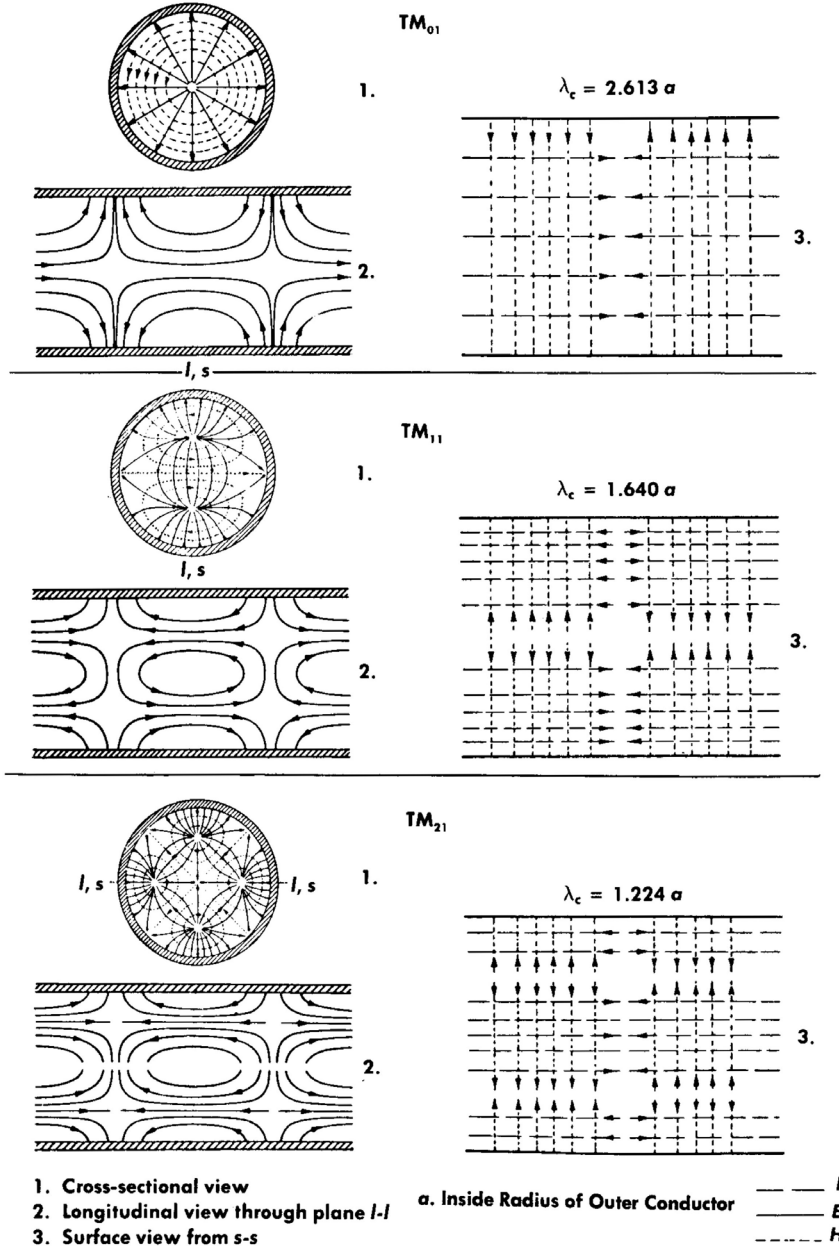 TM01
1.
λc = 2.613 a
3.
2.
l, s
TM11
1.
λc = 1.640 a
l, s
3.
2.
TM21
l, s
l, s
1.
λc = 1.224 a
3.
2.
1. Cross-sectional view
2. Longitudinal view through plane l-l
3. Surface view from s-s
a. Inside Radius of Outer Conductor
H